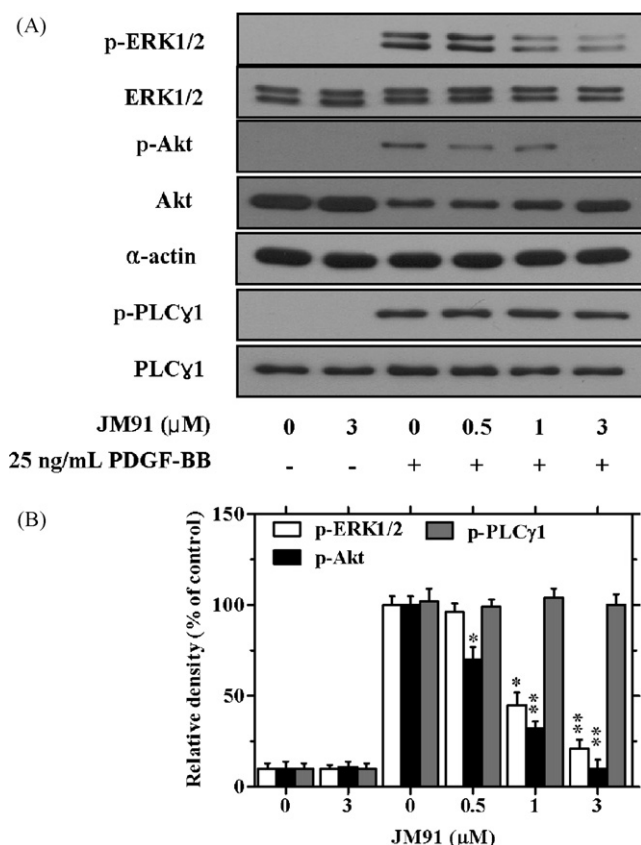 (A)
p-ERK1/2
ERK1/2
p-Akt
Akt
α-actin
p-PLCɣ1
PLCɣ1
JM91 (μM) 0 3 0 0.5 1 3
25 ng/mL PDGF-BB - - + + + +
(B)
150
100
50
0
Relative density (% of control)
p-ERK1/2
p-PLCγ1
p-Akt
* * ** ** **
0 3 0 0.5 1 3
JM91 (μM)